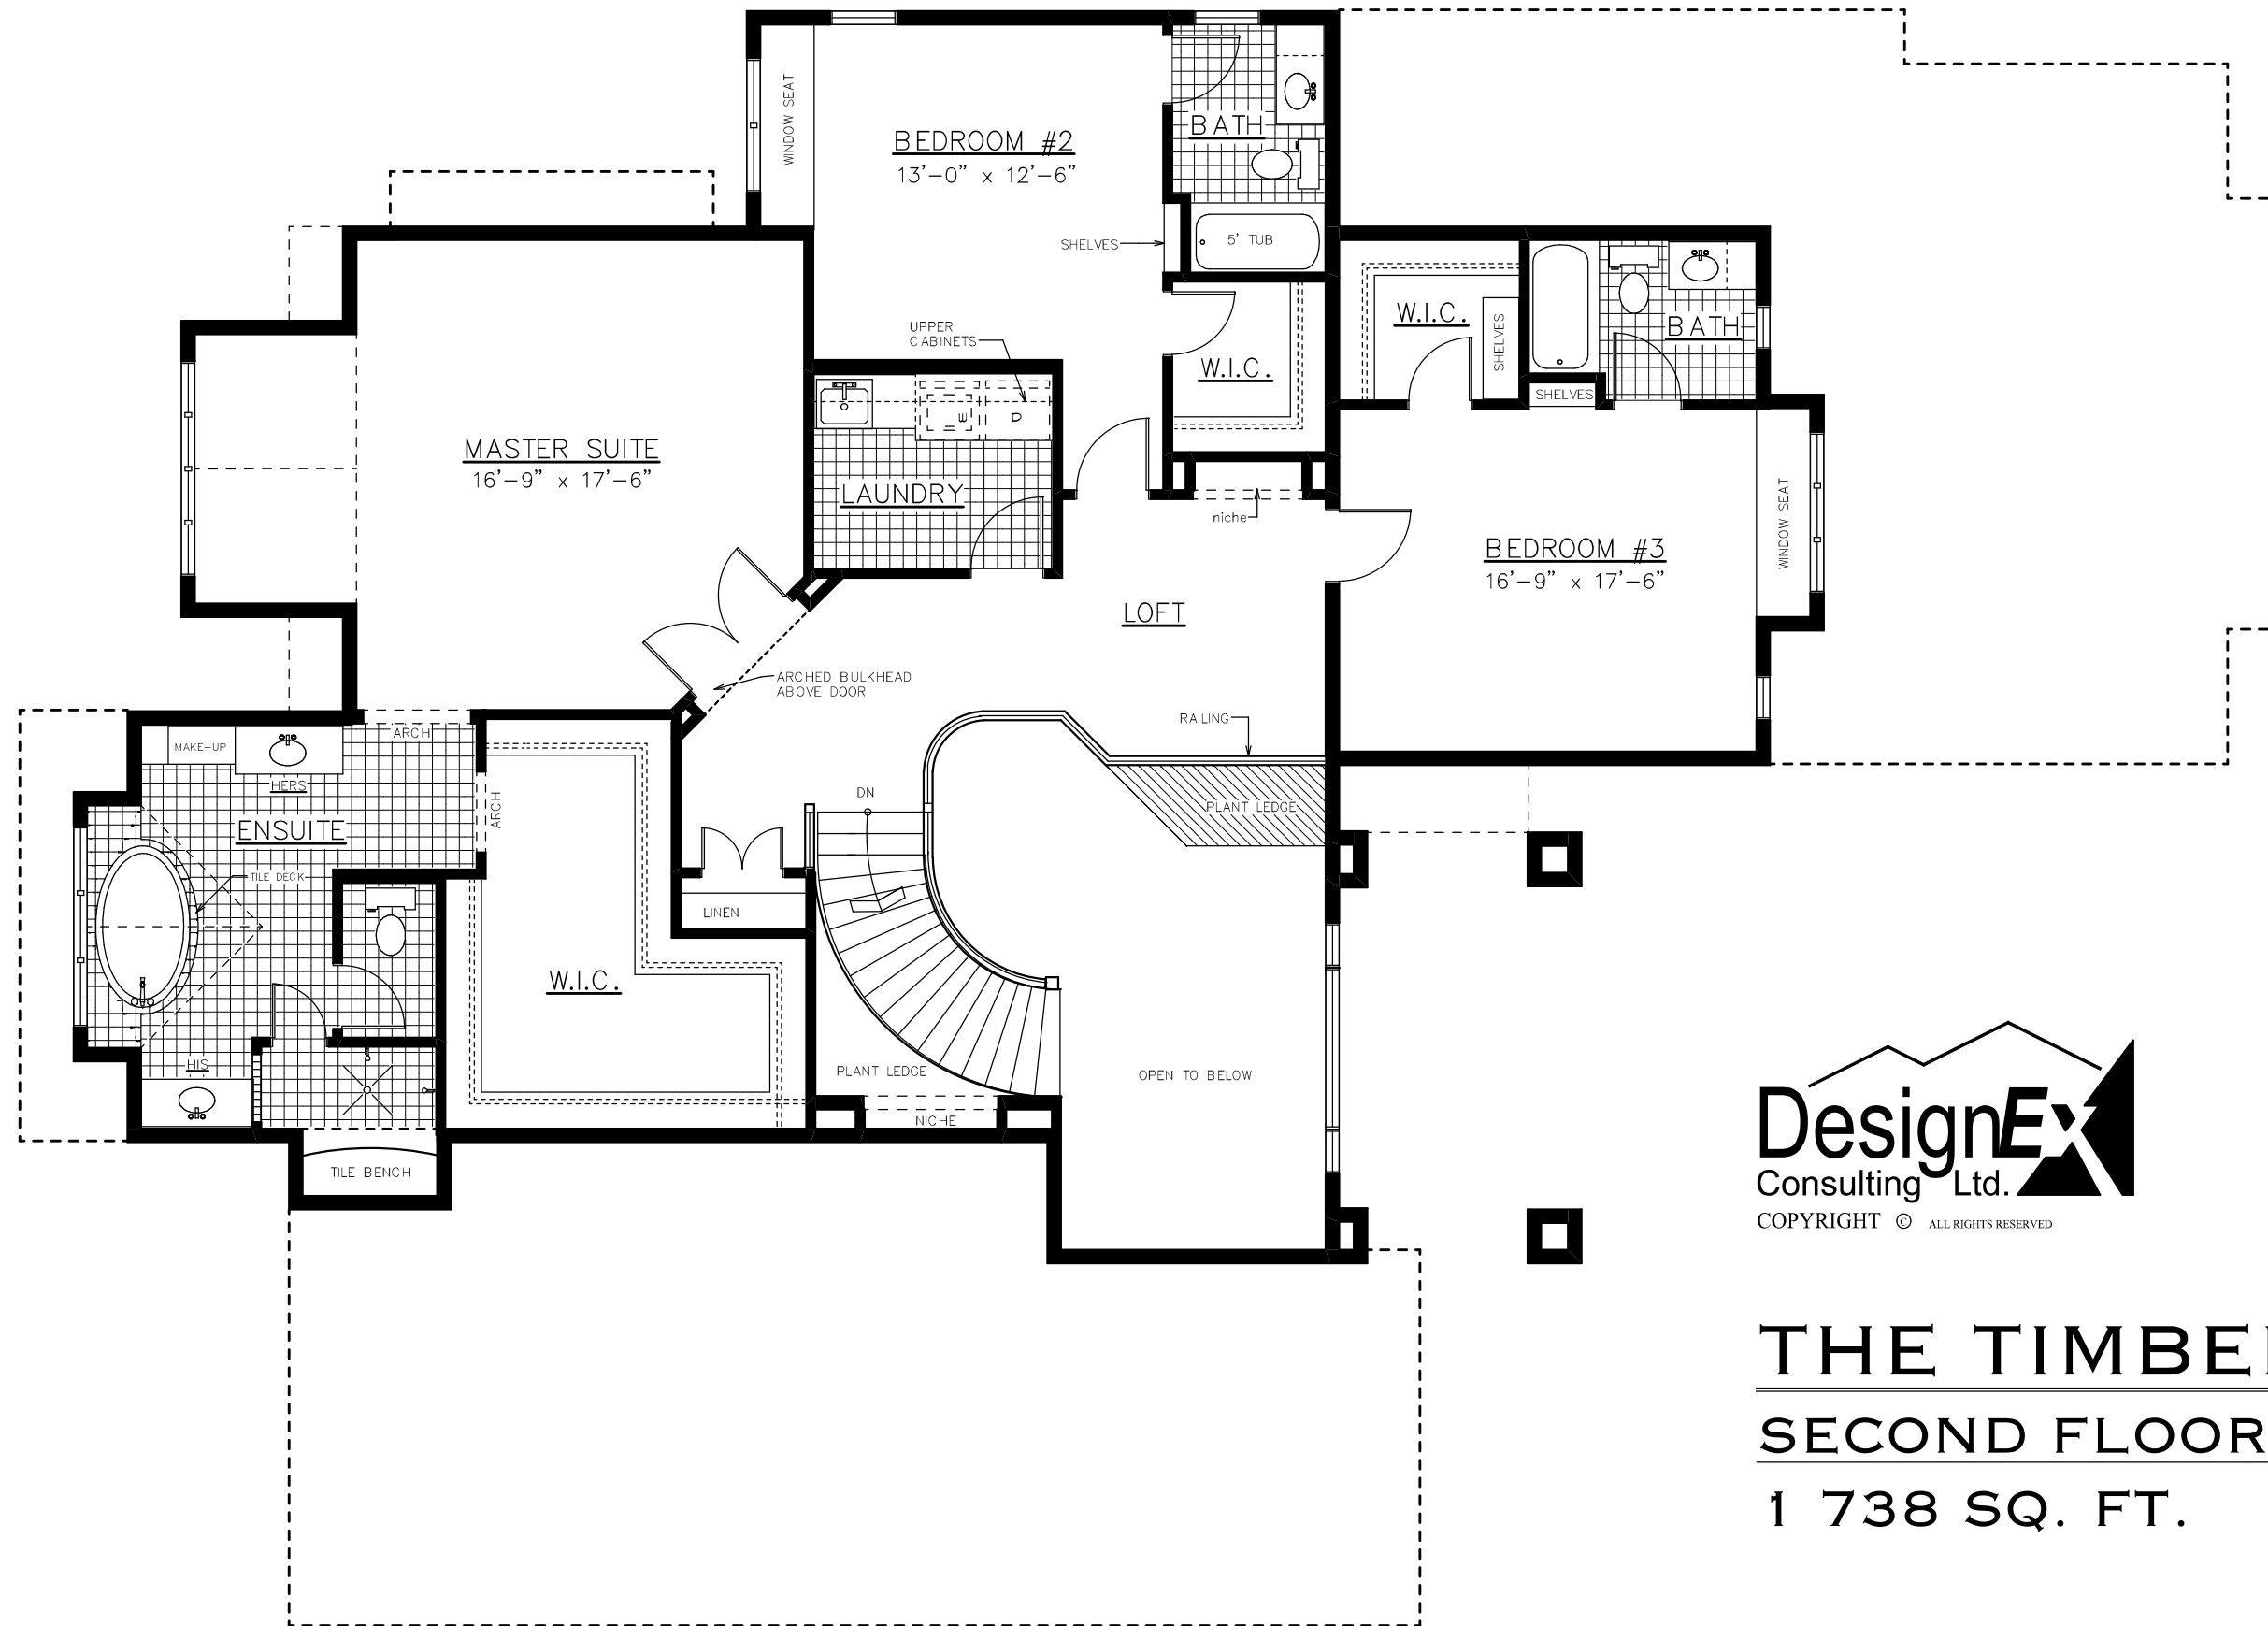 WINDOW SEAT
BEDROOM #2
13'-0" x 12'-6"
BATH
SHELVES
5' TUB
UPPER
CABINETS
W.I.C.
W.I.C.
SHELVES
BATH
SHELVES
MASTER SUITE
16'-9" x 17'-6"
W
D
LAUNDRY
niche
BEDROOM #3
16'-9" x 17'-6"
WINDOW SEAT
LOFT
ARCHED BULKHEAD
ABOVE DOOR
RAILING
MAKE-UP
ARCH
HERS
ARCH
ENSUITE
DN
PLANT LEDGE
TILE DECK
LINEN
W.I.C.
HIS
PLANT LEDGE
OPEN TO BELOW
NICHE
TILE BENCH
DesignEX
Consulting Ltd.
COPYRIGHT © ALL RIGHTS RESERVED
THE TIMBE
SECOND FLOOR
1 738 SQ. FT.